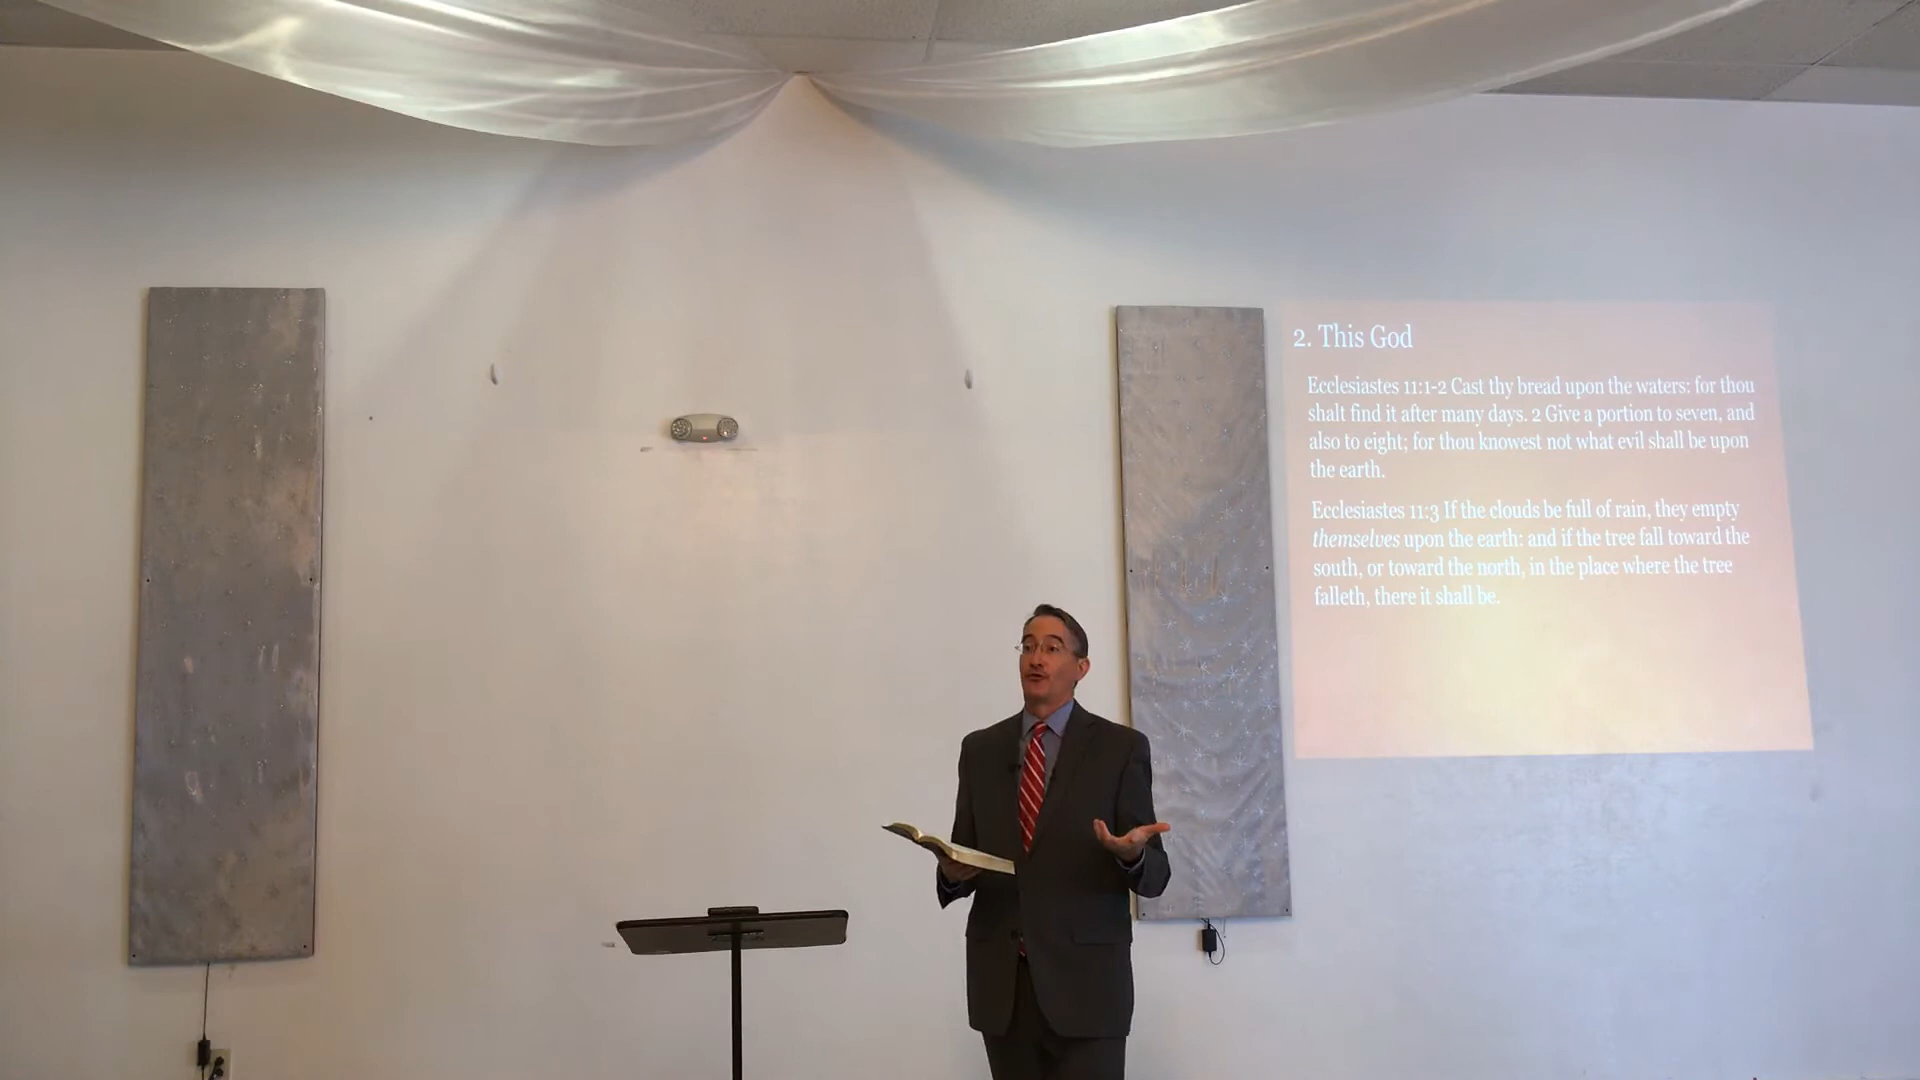 2. This God
Ecclesiastes 11:1-2 Cast thy bread upon the waters: for thou
shalt find it after many days. 2 Give a portion to seven, and
also to eight; for thou knowest not what evil shall be upon
the earth.
Ecclesiastes 11:3 If the clouds be full of rain, they empty
themselves upon the earth: and if the tree fall toward the
south, or toward the north, in the place where the tree
falleth, there it shall be.